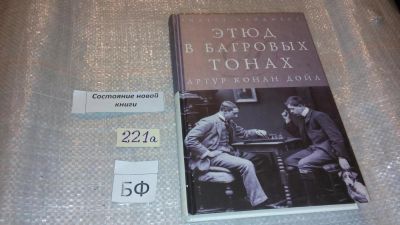 ЭТЮД
В БАГРОВЫХ
ТОНАХ
АРТУР КОНАН ДОЙЛ
Состояние новой
книги
221а
БФ